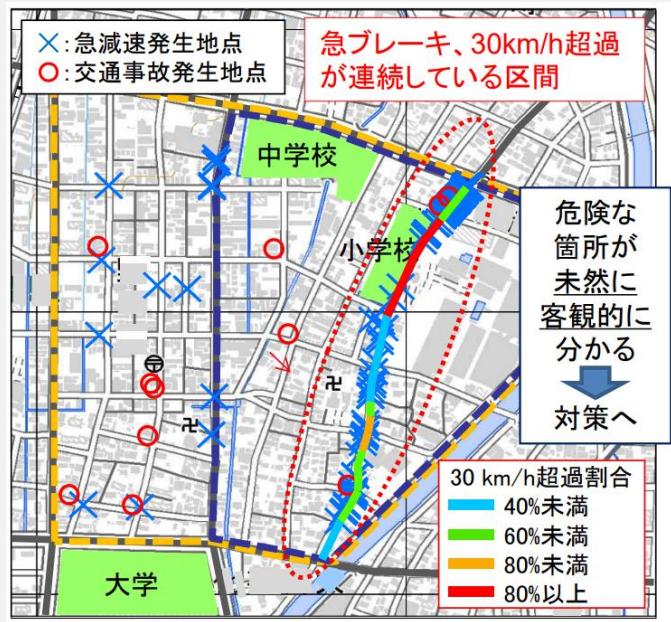 ×:急減速発生地点
○:交通事故発生地点
急ブレーキ、30km/h超過
が連続している区間
中学校
小学校
危険な
箇所が
未然に
客観的に
分かる
対策へ
卍
卍
30 km/h超過割合
40%未満
60%未満
80%未満
80%以上
大学